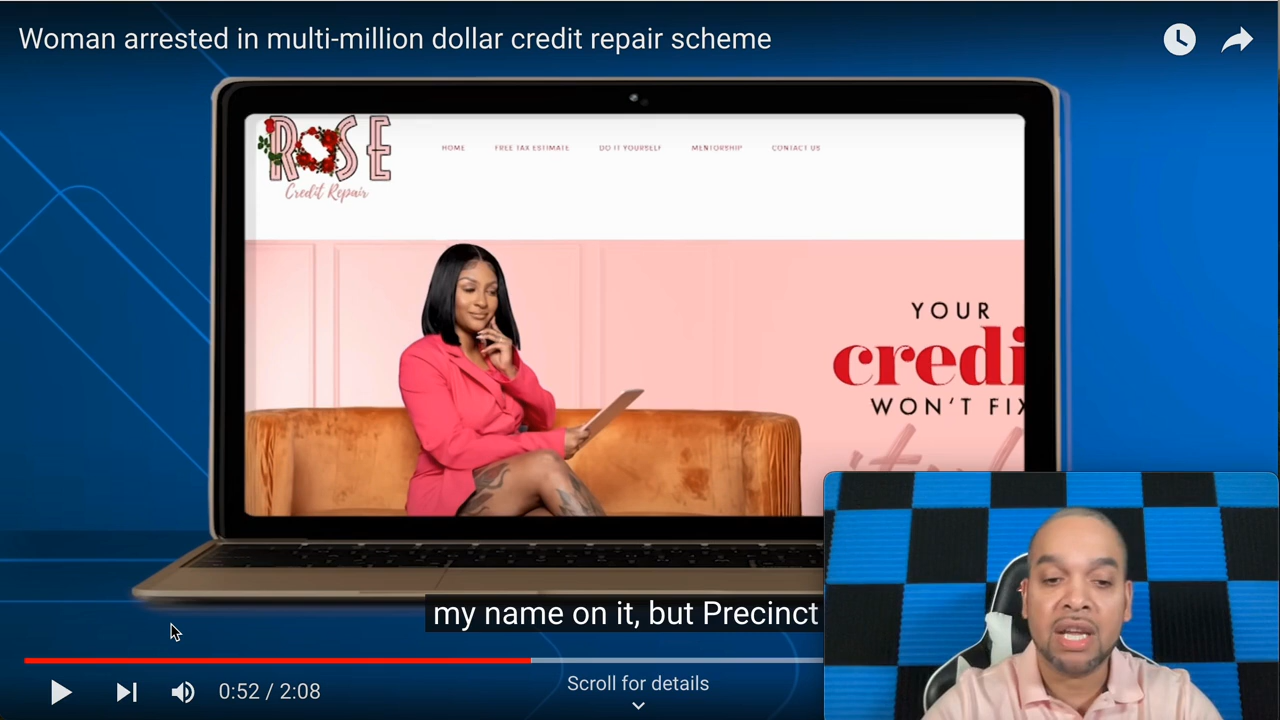 Woman arrested in multi-million dollar credit repair scheme
ROSE
Credit Repair
HOME FREE TAX ESTIMATE DO IT YOURSELF MENTORSHIP CONTACT US
YOUR
credi
WON'T FIX
my name on it, but Precinct
0:52 / 2:08
Scroll for details